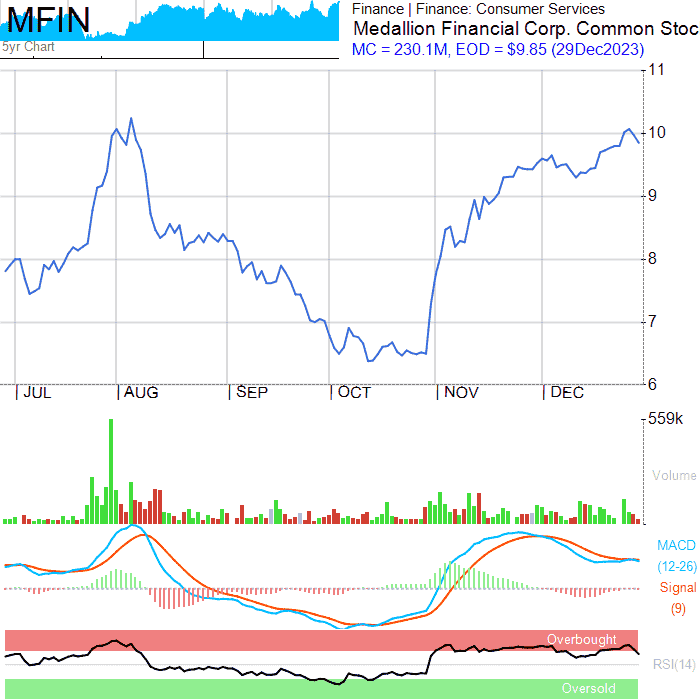 MFIN
5yr Chart
Finance | Finance: Consumer Services
Medallion Financial Corp. Common Stoc
MC = 230.1M, EOD = $9.85 (29Dec2023)
11
10
9
8
7
6
JUL AUG SEP OCT NOV DEC
559k
Volume
MACD
(12-26)
Signal
(9)
Overbought
RSI(14)
Oversold